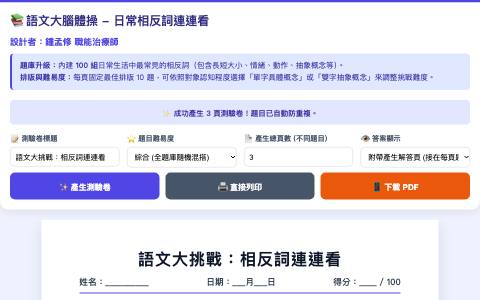 📚語文大腦體操 – 日常相反詞連連看
設計者：鍾孟修 職能治療師
題庫升級：內建 100 組日常生活中最常見的相反詞（包含長短大小、情緒、動作、抽象概念等）。
排版與難易度：每頁固定最佳排版 10 題，可依照對象認知程度選擇「單字具體概念」或「雙字抽象概念」來調整挑戰難度。
✨ 成功產生 3 頁測驗卷！題目已自動防重複。
📝 測驗卷標題
⭐ 題目難易度
📄 產生總頁數 (不同題目)
👁 答案顯示
語文大挑戰：相反詞連連看
綜合 (全題庫隨機混搭)
3
附帶產生解答頁 (接在每頁
✨ 產生測驗卷
🖨 直接列印
📱 下載 PDF
語文大挑戰：相反詞連連看
姓名：__________
日期：___月___日
得分：____ / 100